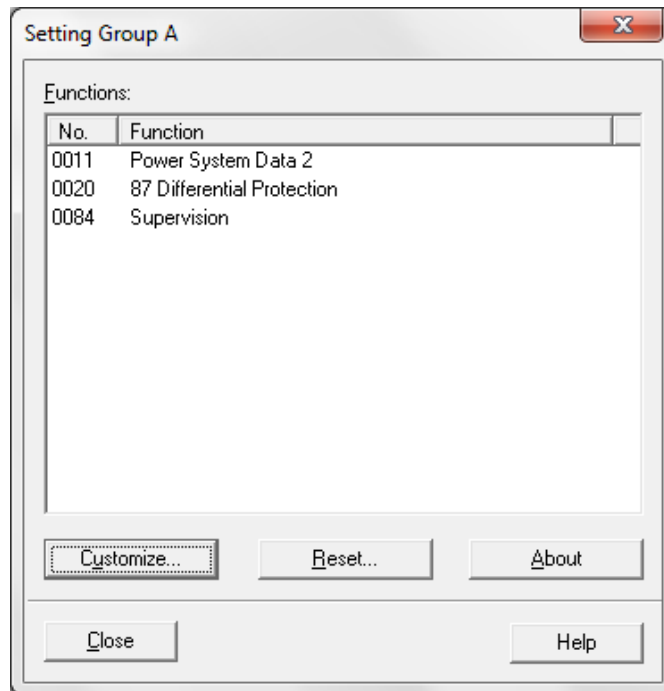 Setting Group A
Functions:
No. Function
0011 Power System Data 2
0020 87 Differential Protection
0084 Supervision
Customize... Reset... About
Close Help